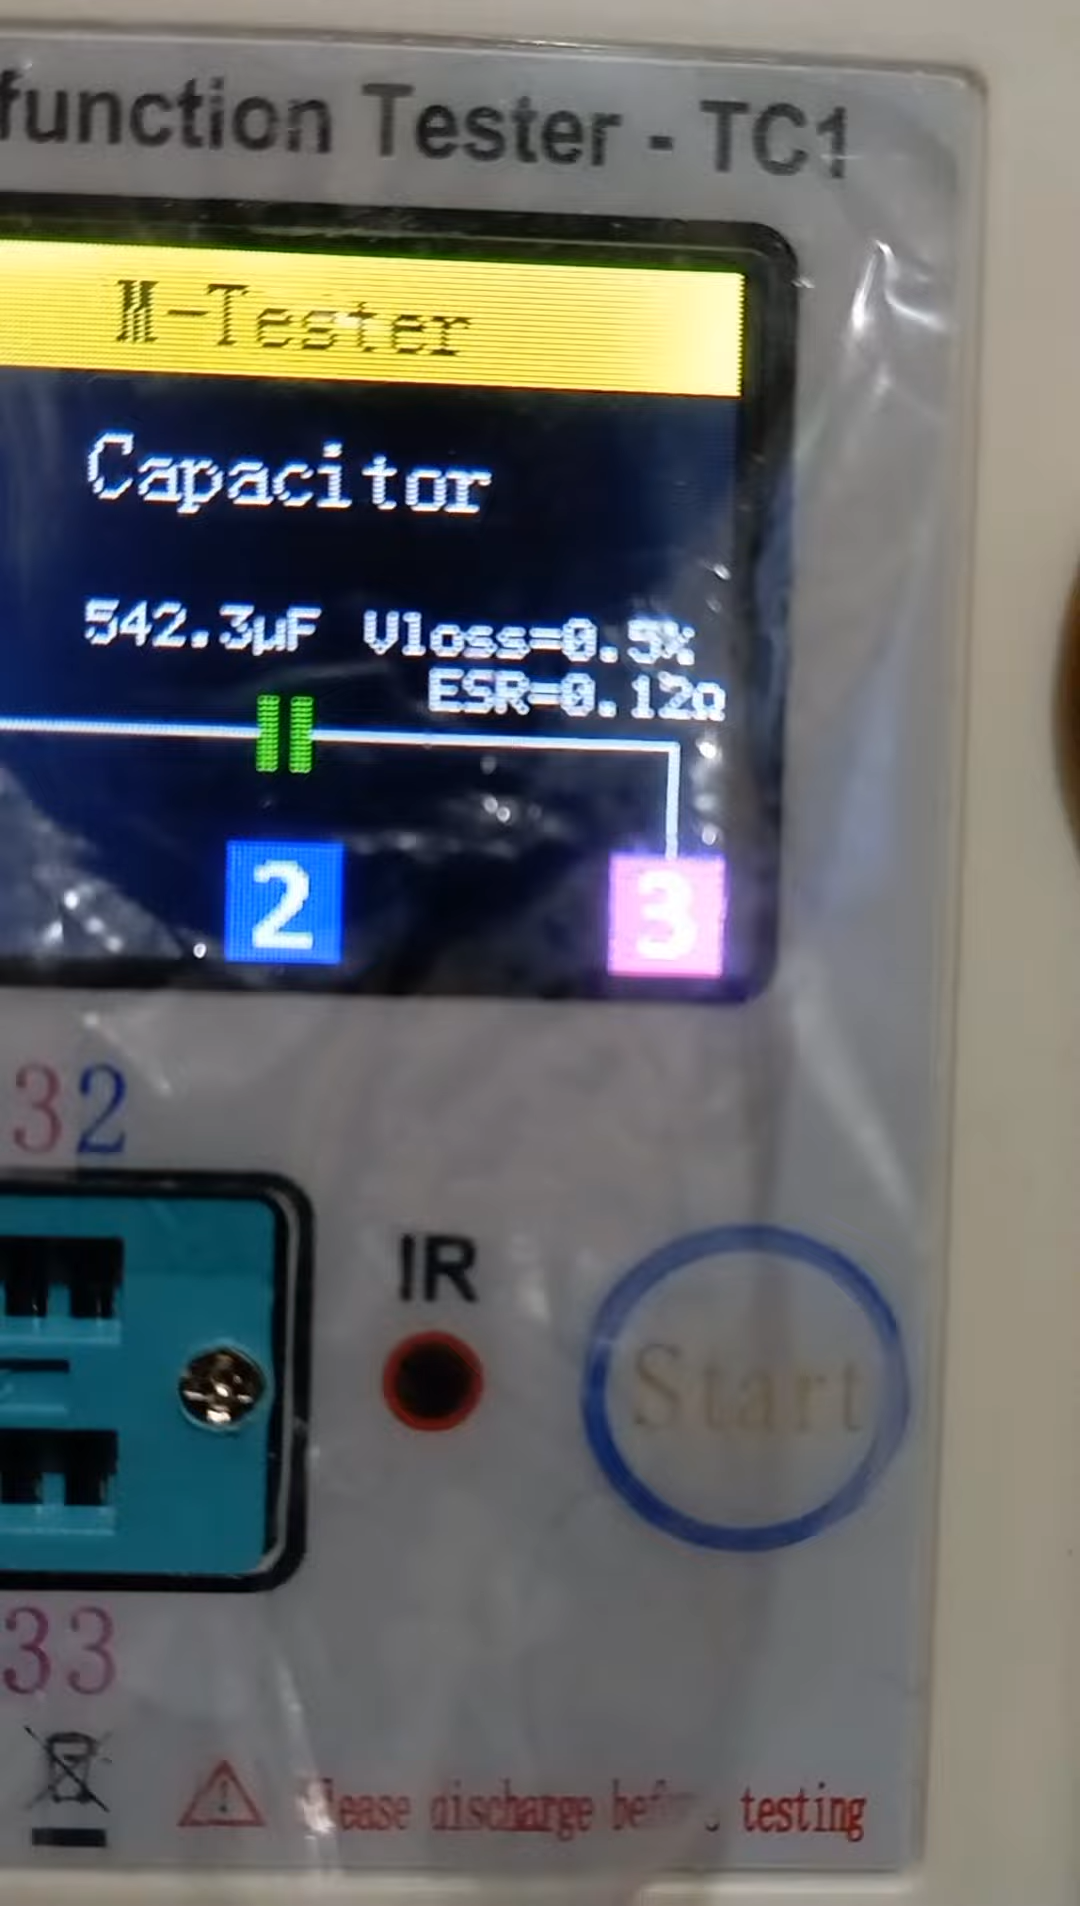 function Tester - TC1
M-Tester
Capacitor
542.3µF Vloss=0.5%
ESR=0.12Ω
2 3
32
IR
Start
33
discharge testing